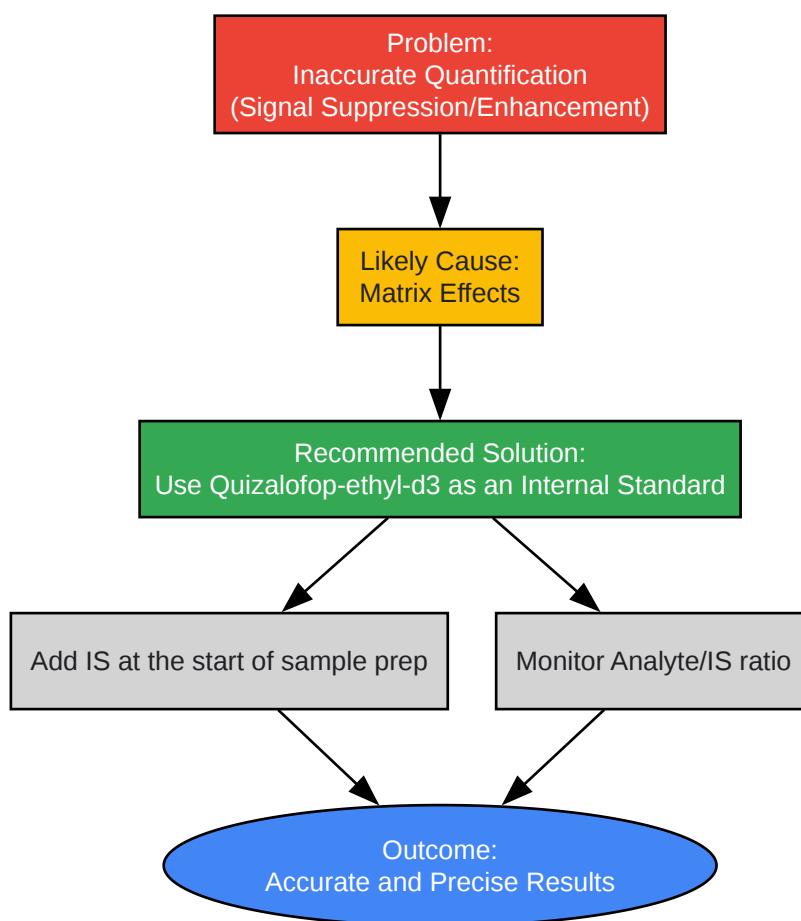 Problem:
Inaccurate Quantification
(Signal Suppression/Enhancement)
Likely Cause:
Matrix Effects
Recommended Solution:
Use Quizalofop-ethyl-d3 as an Internal Standard
Add IS at the start of sample prep
Monitor Analyte/IS ratio
Outcome:
Accurate and Precise Results